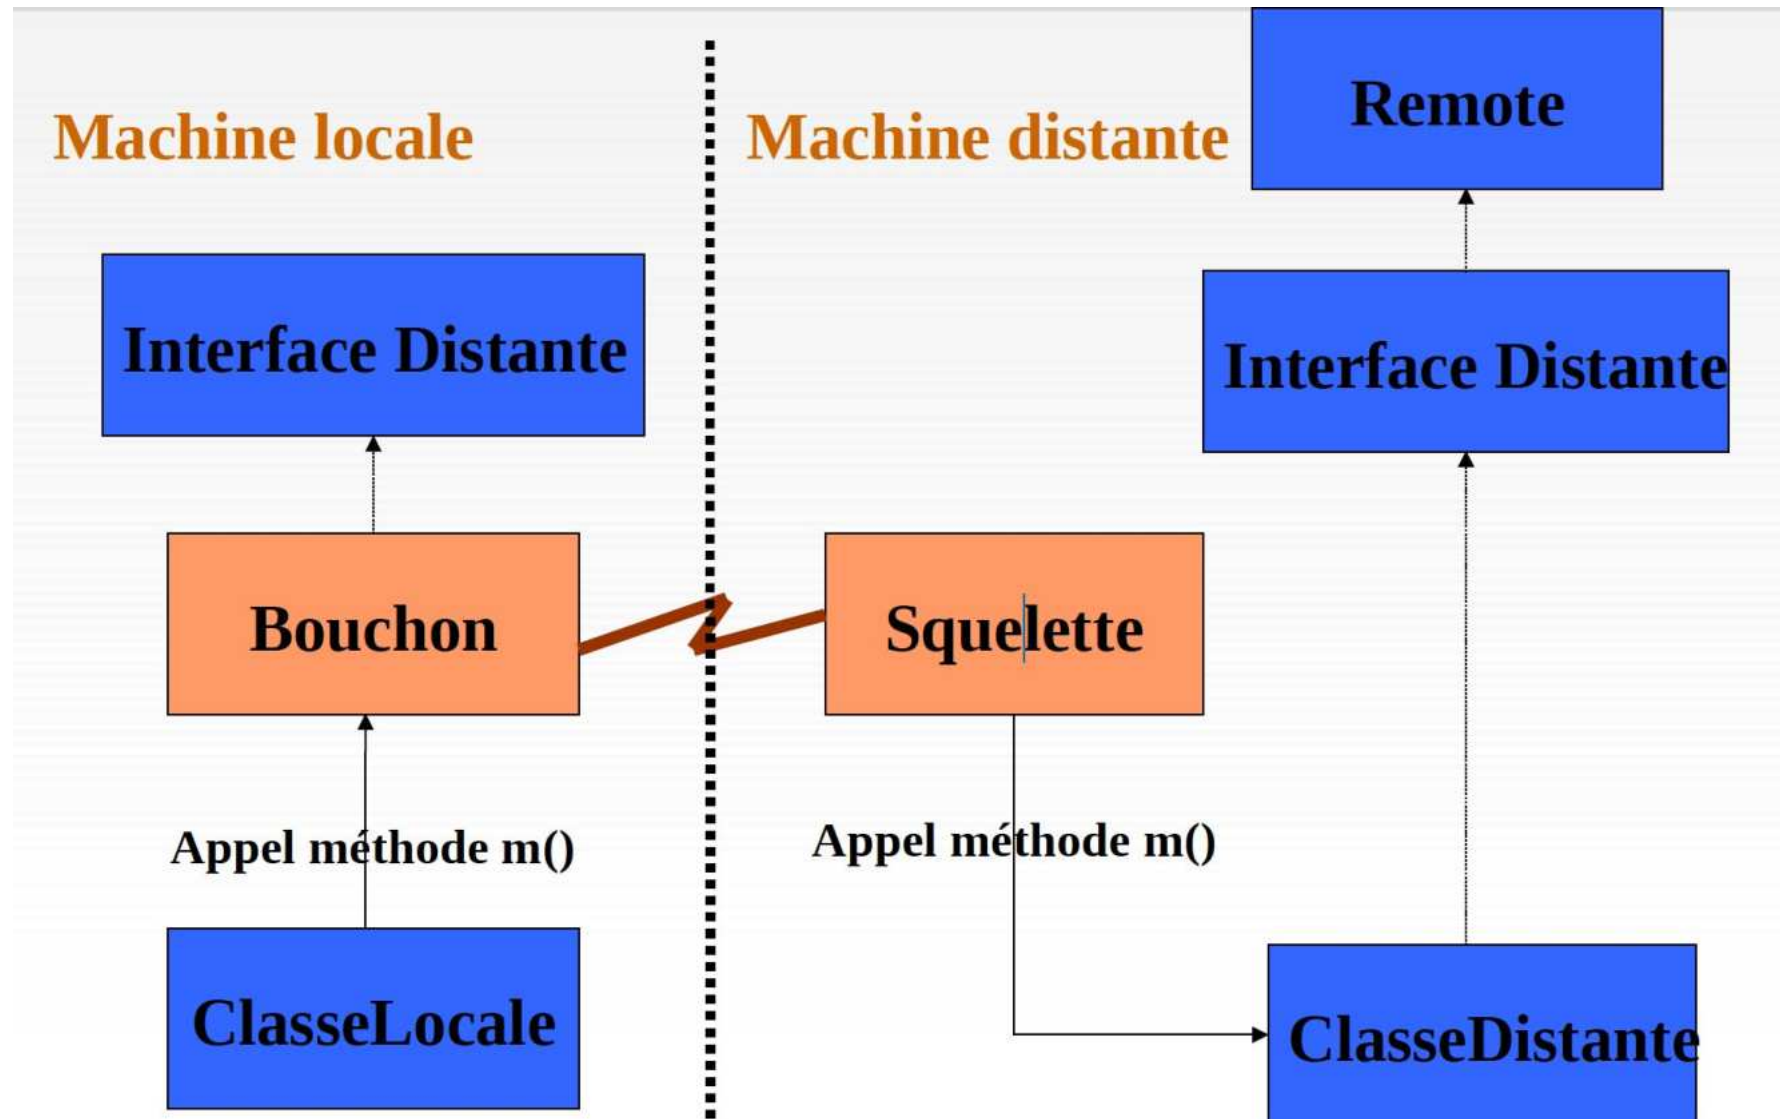 Remote
Machine locale
Machine distante
Interface Distante
Interface Distante
Bouchon
Squelette
Appel méthode m()
Appel méthode m()
ClasseLocale
ClasseDistante